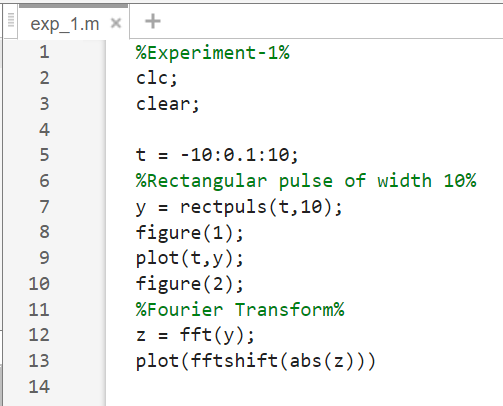 exp_1.m × +
1 %Experiment-1%
2 clc;
3 clear;
4
5 t = -10:0.1:10;
6 %Rectangular pulse of width 10%
7 y = rectpuls(t,10);
8 figure(1);
9 plot(t,y);
10 figure(2);
11 %Fourier Transform%
12 z = fft(y);
13 plot(fftshift(abs(z)))
14